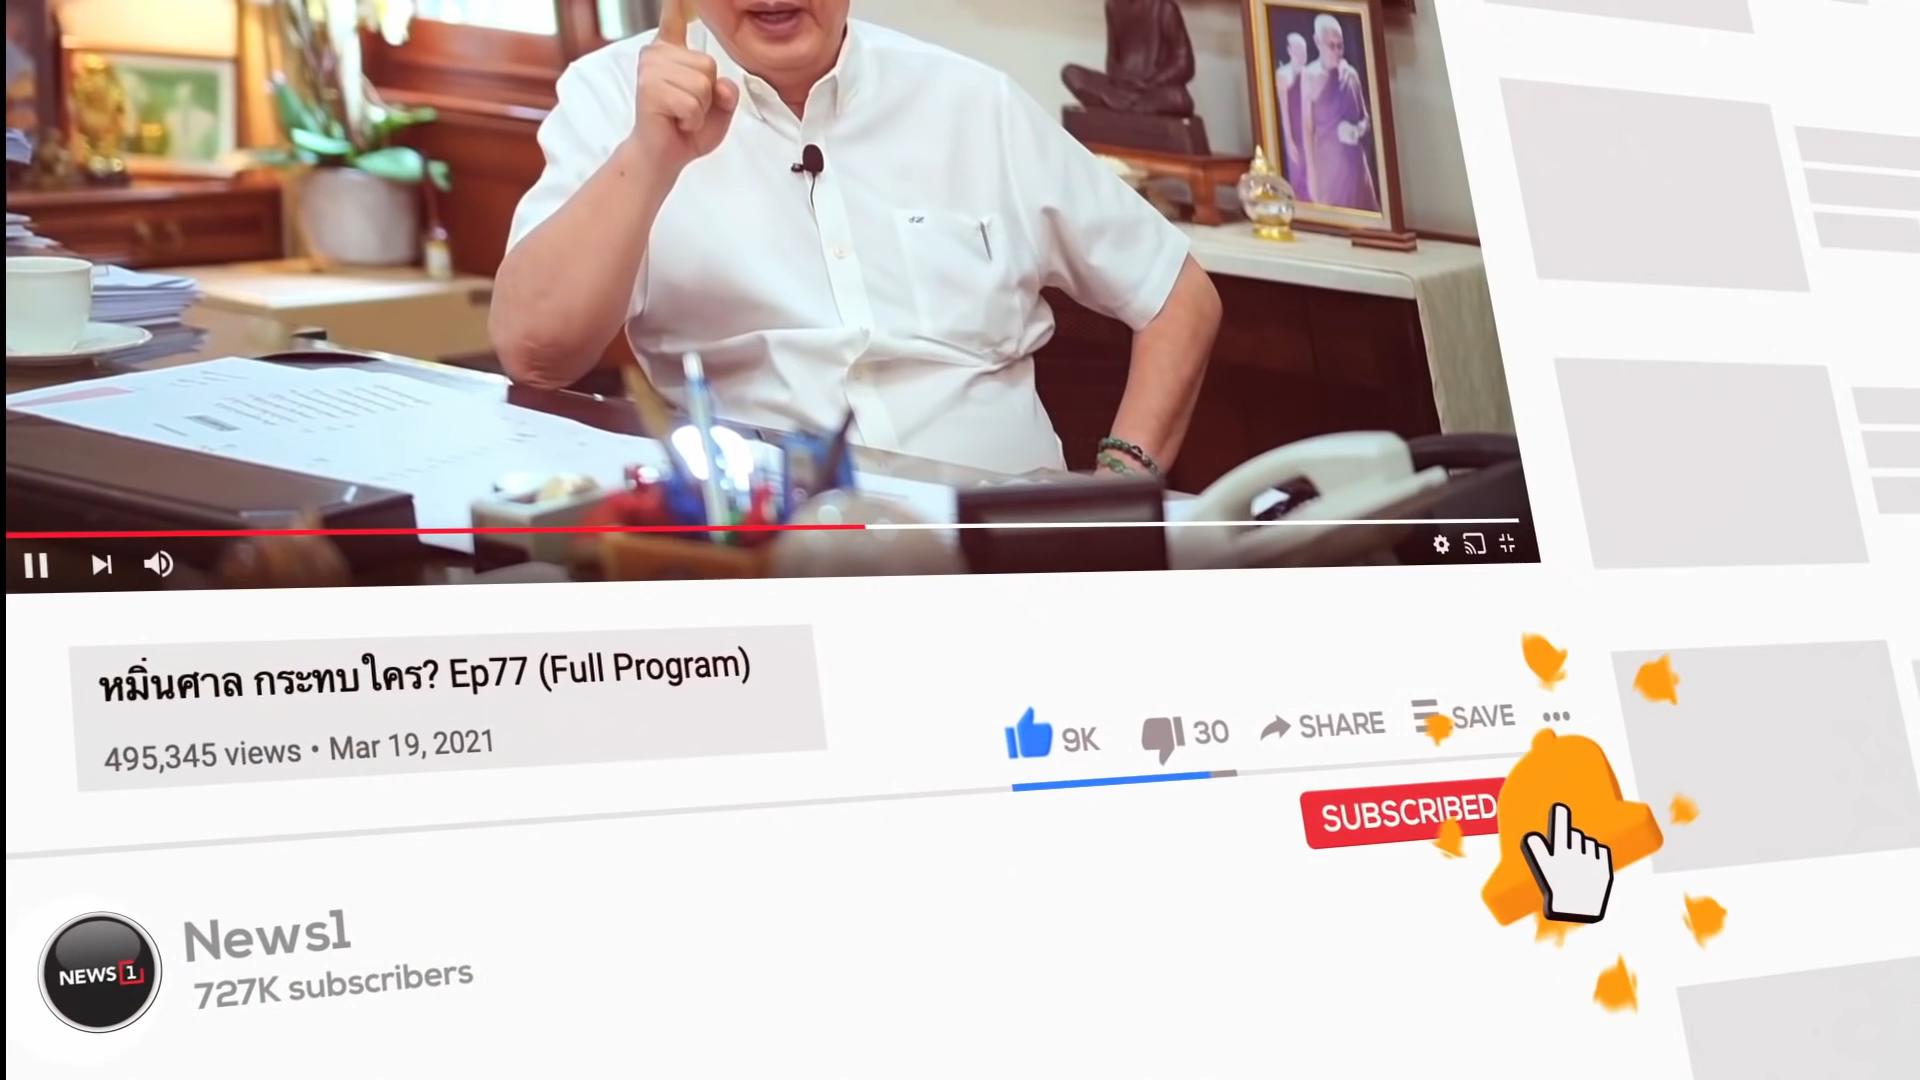 หมิ่นศาล กระทบใคร? Ep77 (Full Program)
495,345 views • Mar 19, 2021
9K
30
SHARE
SAVE
SUBSCRIBED
NEWS 1
News1
727K subscribers